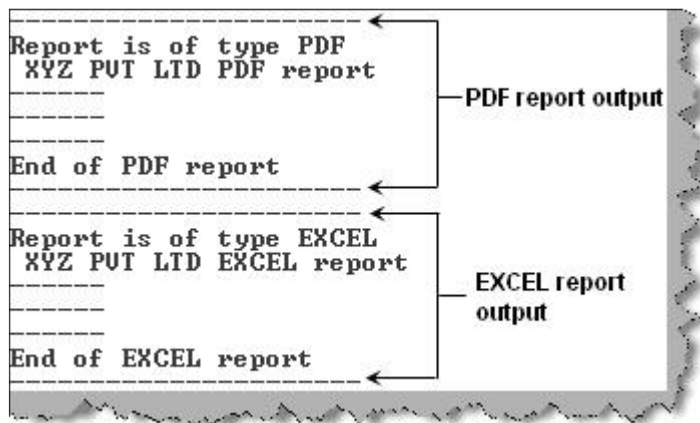 ----------------------
Report is of type PDF
XYZ PVT LTD PDF report
------
------
------
End of PDF report
----------------------
PDF report output
----------------------
Report is of type EXCEL
XYZ PVT LTD EXCEL report
------
------
------
End of EXCEL report
----------------------
EXCEL report
output